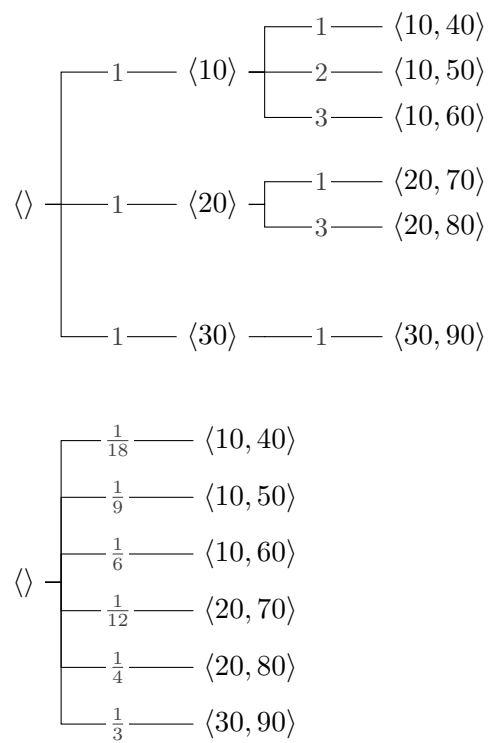 1 ⟨10, 40⟩
1 ⟨10⟩ 2 ⟨10, 50⟩
3 ⟨10, 60⟩
1 ⟨20, 70⟩
⟨⟩ 1 ⟨20⟩
3 ⟨20, 80⟩
1 ⟨30⟩ 1 ⟨30, 90⟩
1/18 ⟨10, 40⟩
1/9 ⟨10, 50⟩
1/6 ⟨10, 60⟩
⟨⟩
1/12 ⟨20, 70⟩
1/4 ⟨20, 80⟩
1/3 ⟨30, 90⟩